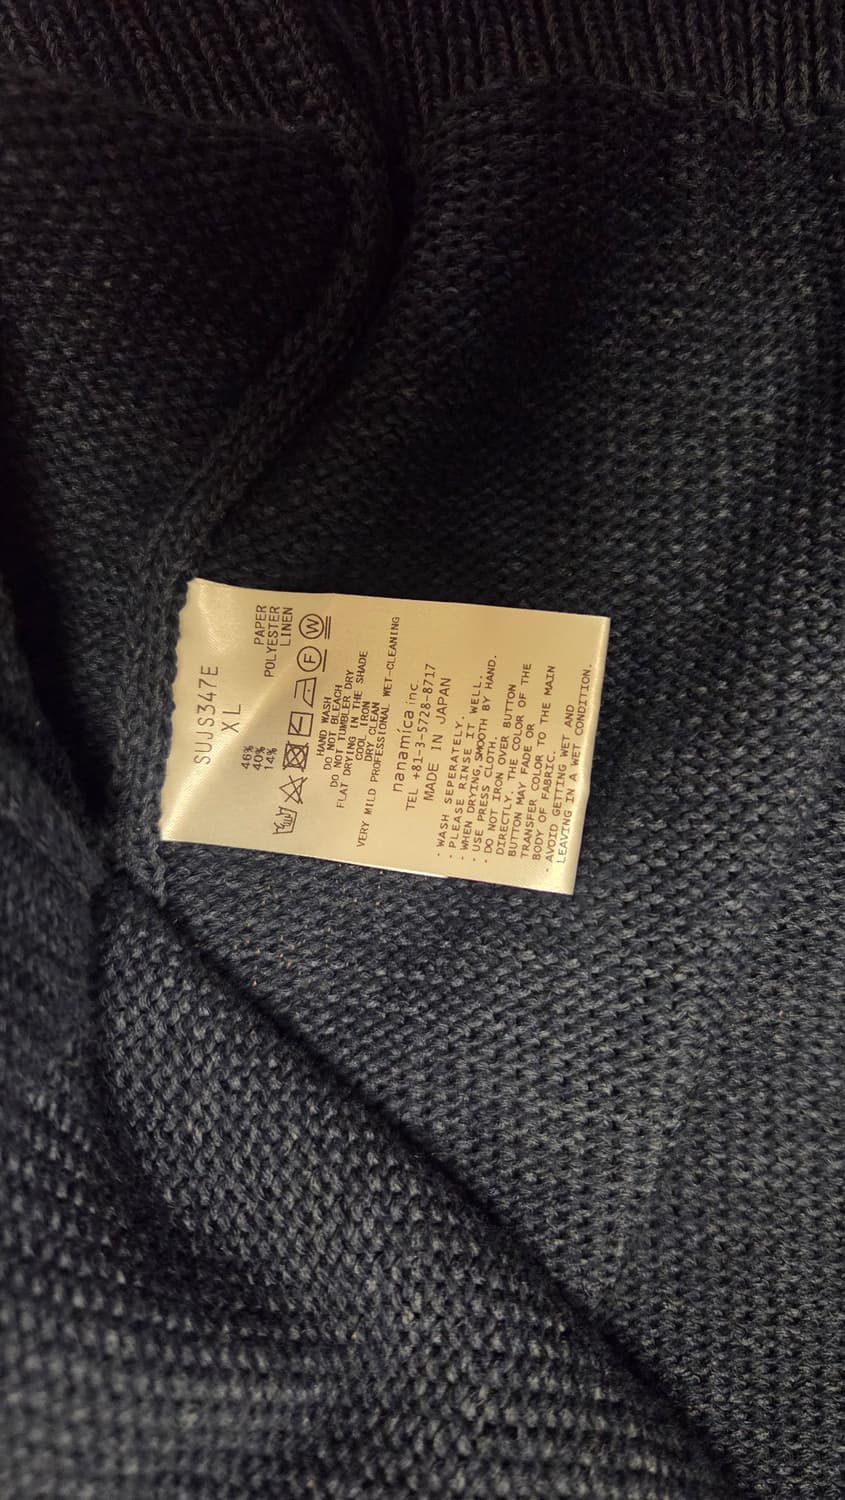 SUJS347E
XL
46% PAPER
40% POLYESTER
14% LINEN
F W
HAND WASH
DO NOT BLEACH
DO NOT TUMBLER DRY
FLAT DRYING IN THE SHADE
COOL IRON
DRY CLEAN
VERY MILD PROFESSIONAL WET-CLEANING
nanamíca inc.
TEL +81-3-5728-8717
MADE IN JAPAN
・WASH SEPERATELY.
・PLEASE RINSE IT WELL.
・WHEN DRYING,SMOOTH BY HAND.
・USE PRESS CLOTH.
・DO NOT IRON OVER BUTTON
DIRECTLY. THE COLOR OF THE
BUTTON MAY FADE OR
TRANSFER COLOR TO THE MAIN
BODY OF FABRIC.
・AVOID GETTING WET AND
LEAVING IN A WET CONDITION.